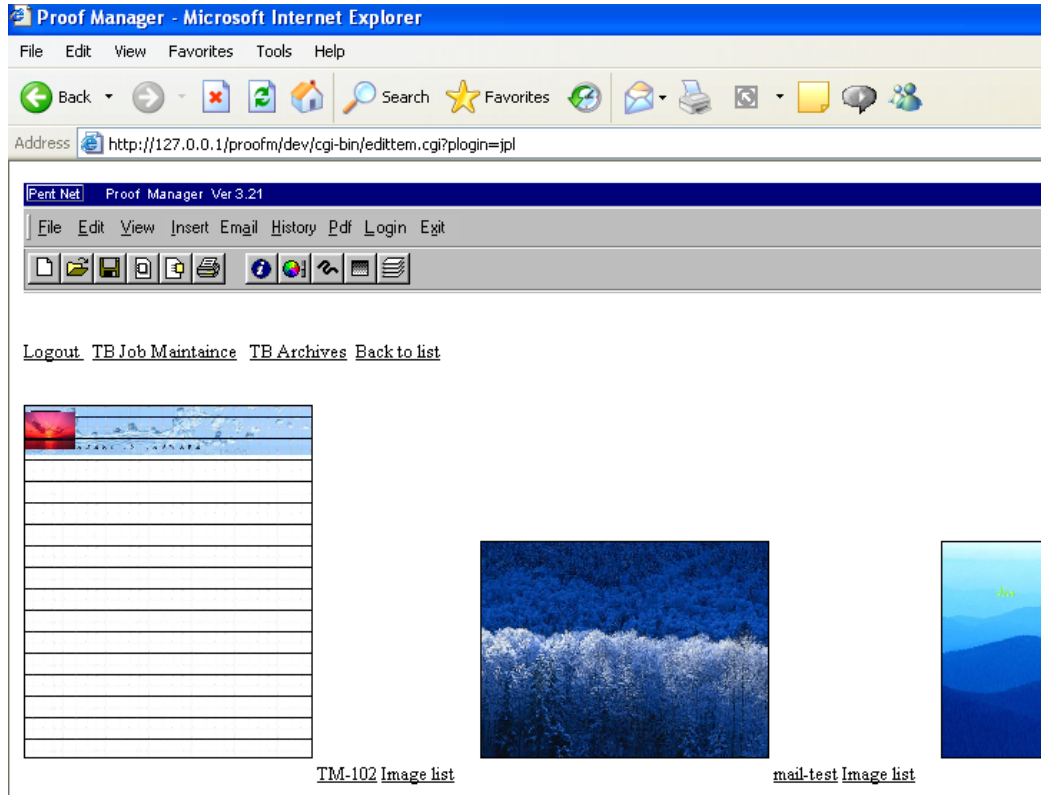 Proof Manager - Microsoft Internet Explorer
File Edit View Favorites Tools Help
Back Search Favorites
Address http://127.0.0.1/proofm/dev/cgi-bin/edittem.cgi?plogin=jpl
Pent Net Proof Manager Ver 3.21
File Edit View Insert Email History Pdf Login Exit
Logout TB Job Maintaince TB Archives Back to list
TM-102 Image list mail-test Image list